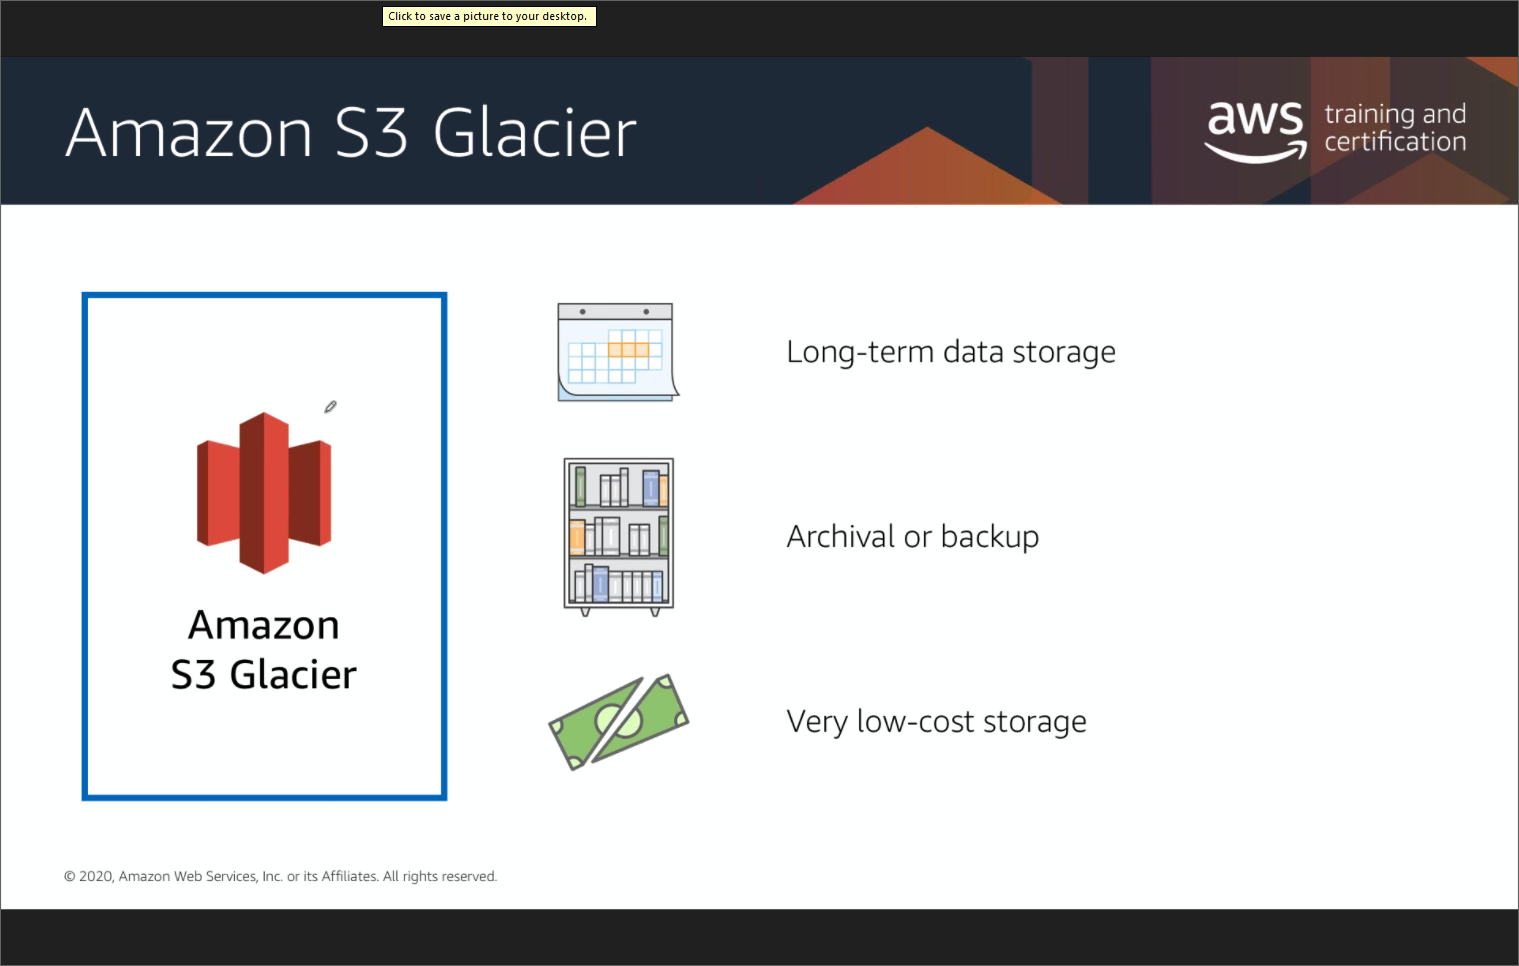 Click to save a picture to your desktop.
Amazon S3 Glacier
aws training and
certification
Long-term data storage
Archival or backup
Amazon
S3 Glacier
Very low-cost storage
© 2020, Amazon Web Services, Inc. or its Affiliates. All rights reserved.